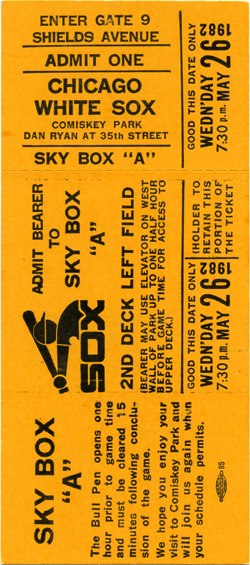 ENTER GATE 9
SHIELDS AVENUE
ADMIT ONE
CHICAGO
WHITE SOX
COMISKEY PARK
DAN RYAN AT 35th STREET
SKY BOX "A"
GOOD THIS DATE ONLY
WEDN'DAY
7:30 P.M. MAY 26
1982
ADMIT BEARER
TO
SKY BOX
"A"
SOX
2ND DECK LEFT FIELD
(BEARER MAY USE ELEVATOR ON WEST
WALL OF PARK UP TO ONE HALF HOUR
BEFORE GAME TIME FOR ACCESS TO
UPPER DECK.)
GOOD THIS DATE ONLY
WEDN'DAY
7:30 P.M. MAY 26
1982
(HOLDER TO
RETAIN THIS
PORTION OF
THE TICKET)
SKY BOX
"A"
The Bull Pen opens one
hour prior to game time
and must be cleared 15
minutes following conclu-
sion of the game.
We hope you enjoy your
visit to Comiskey Park and
will join us again when
your schedule permits.
95